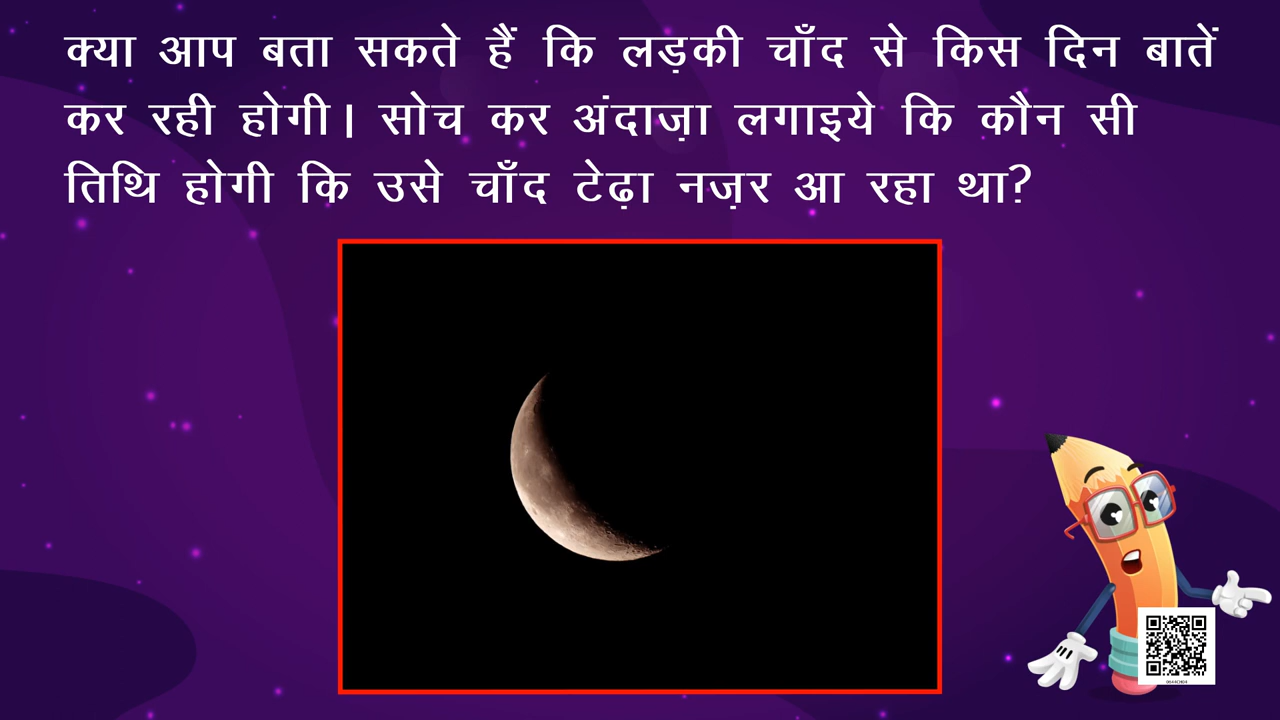 क्या आप बता सकते हैं कि लड़की चाँद से किस दिन बातें
कर रही होगी। सोच कर अंदाज़ा लगाइये कि कौन सी
तिथि होगी कि उसे चाँद टेढ़ा नज़र आ रहा था?